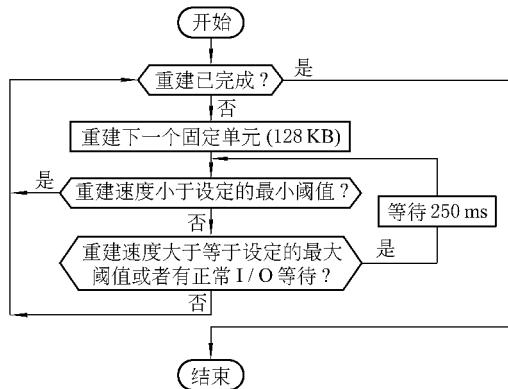 开始
重建已完成？
是
否
重建下一个固定单元 (128 KB)
是
重建速度小于设定的最小阈值？
等待 250 ms
否
重建速度大于等于设定的最大
阈值或者有正常 I / O 等待？
是
否
结束